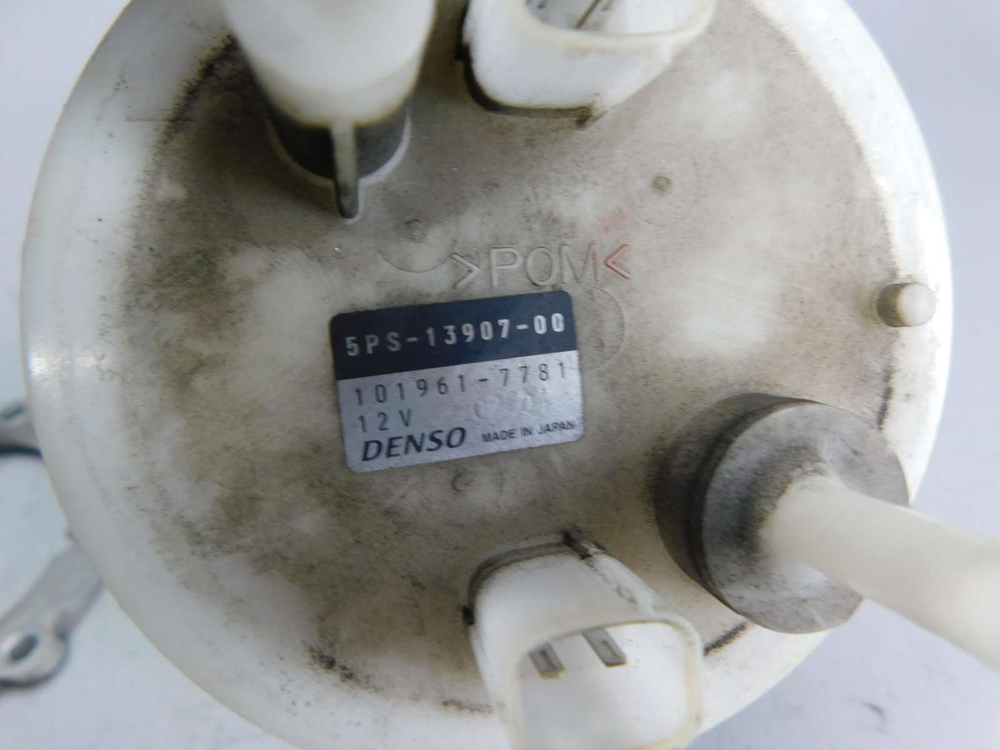 >POM<
5PS-13907-00
101961-7781
12V
DENSO MADE IN JAPAN